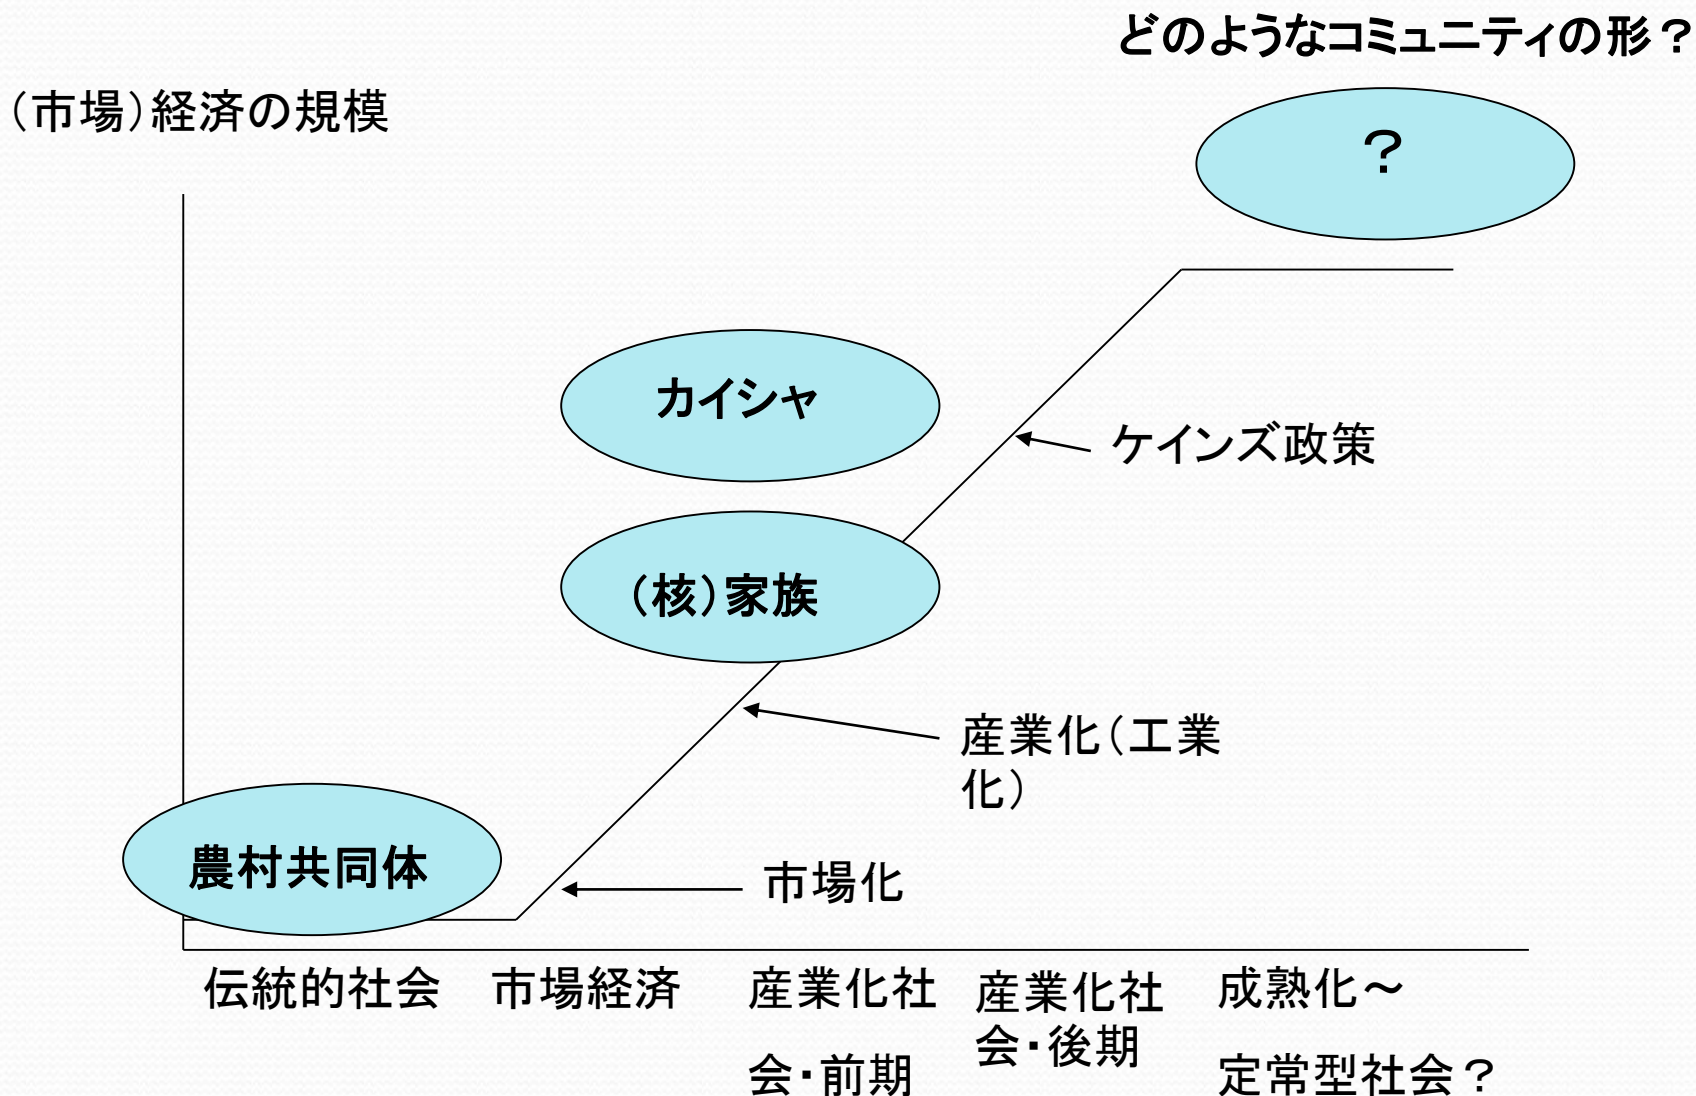 どのようなコミュニティの形？
（市場）経済の規模
？
カイシャ
ケインズ政策
（核）家族
産業化（工業
化）
農村共同体
市場化
伝統的社会
市場経済
産業化社
会・前期
産業化社
会・後期
成熟化～
定常型社会？